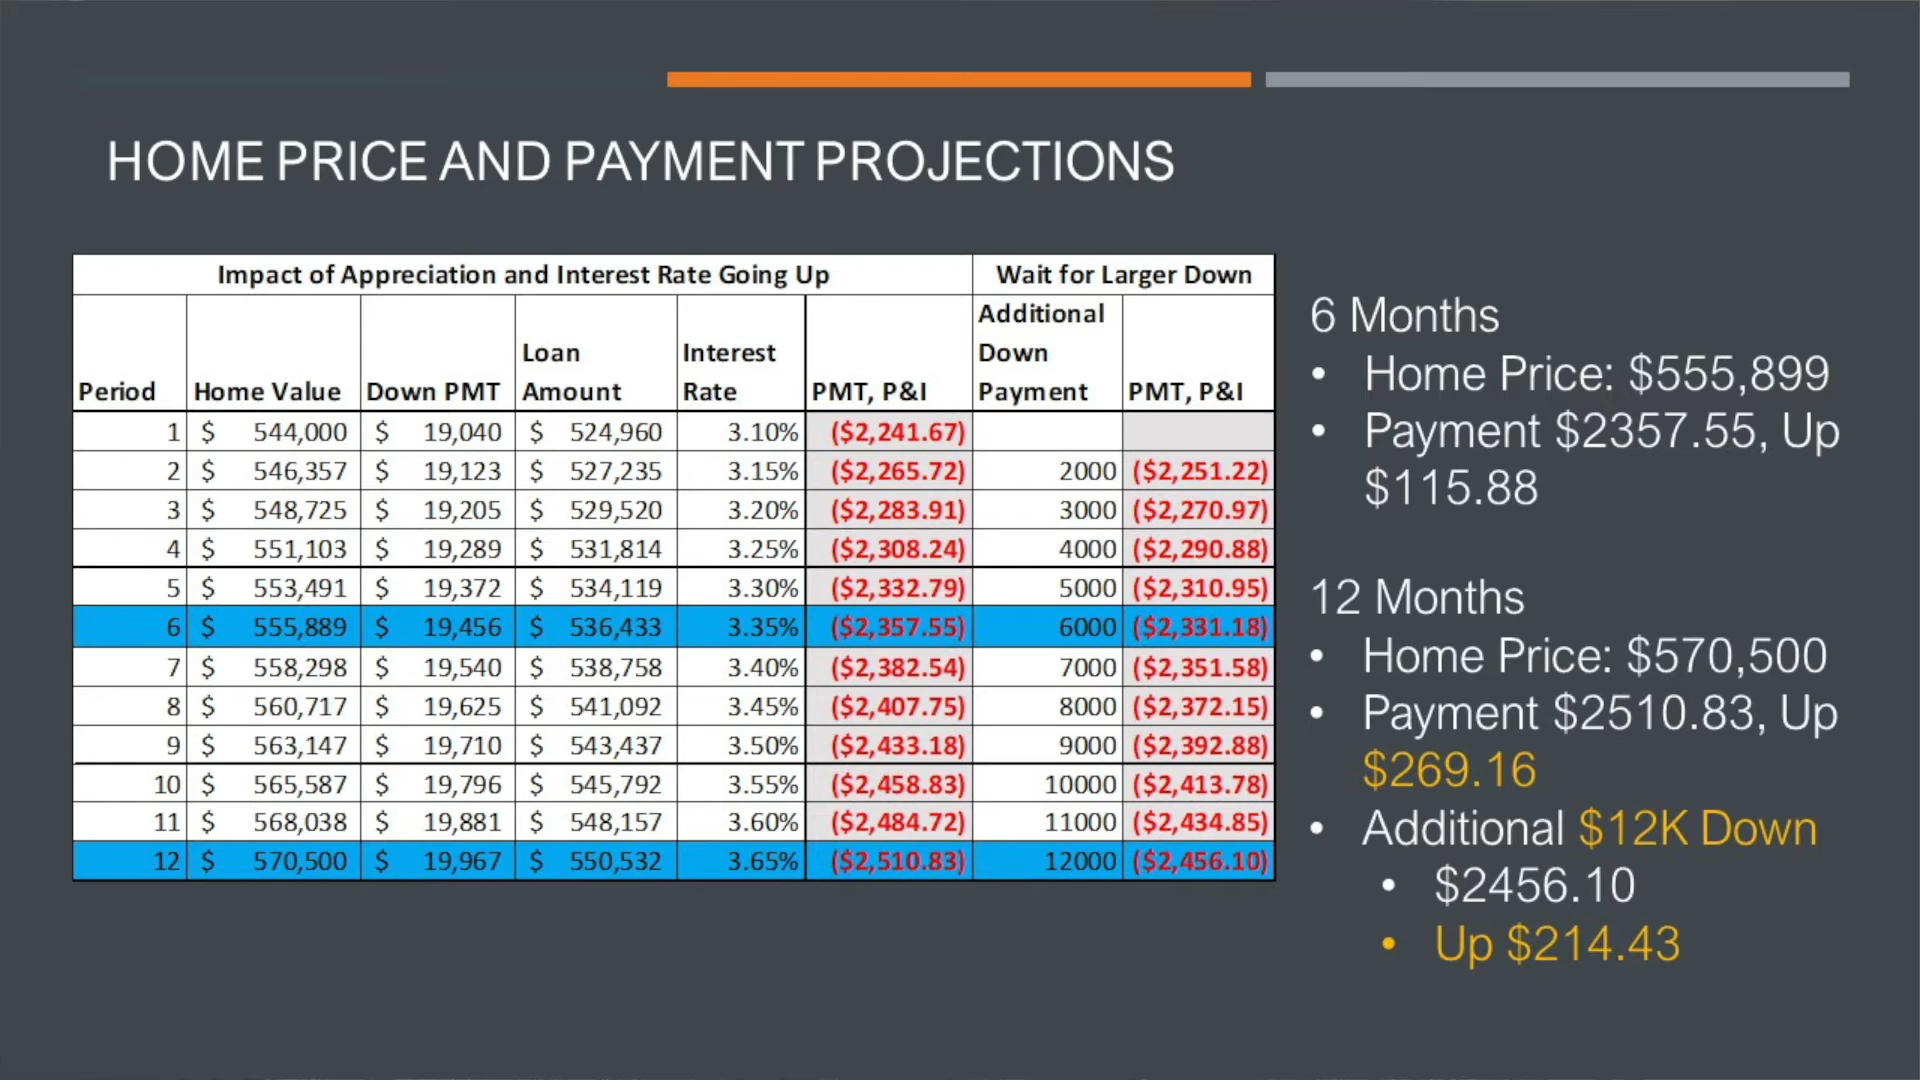 HOME PRICE AND PAYMENT PROJECTIONS
Impact of Appreciation and Interest Rate Going Up Wait for Larger Down
Period Home Value Down PMT Loan Amount Interest Rate PMT, P&I Additional Down Payment PMT, P&I
1 $ 544,000 $ 19,040 $ 524,960 3.10% ($2,241.67)
2 $ 546,357 $ 19,123 $ 527,235 3.15% ($2,265.72) 2000 ($2,251.22)
3 $ 548,725 $ 19,205 $ 529,520 3.20% ($2,283.91) 3000 ($2,270.97)
4 $ 551,103 $ 19,289 $ 531,814 3.25% ($2,308.24) 4000 ($2,290.88)
5 $ 553,491 $ 19,372 $ 534,119 3.30% ($2,332.79) 5000 ($2,310.95)
6 $ 555,889 $ 19,456 $ 536,433 3.35% ($2,357.55) 6000 ($2,331.18)
7 $ 558,298 $ 19,540 $ 538,758 3.40% ($2,382.54) 7000 ($2,351.58)
8 $ 560,717 $ 19,625 $ 541,092 3.45% ($2,407.75) 8000 ($2,372.15)
9 $ 563,147 $ 19,710 $ 543,437 3.50% ($2,433.18) 9000 ($2,392.88)
10 $ 565,587 $ 19,796 $ 545,792 3.55% ($2,458.83) 10000 ($2,413.78)
11 $ 568,038 $ 19,881 $ 548,157 3.60% ($2,484.72) 11000 ($2,434.85)
12 $ 570,500 $ 19,967 $ 550,532 3.65% ($2,510.83) 12000 ($2,456.10)
6 Months
• Home Price: $555,899
• Payment $2357.55, Up
$115.88
12 Months
• Home Price: $570,500
• Payment $2510.83, Up
$269.16
• Additional $12K Down
• $2456.10
• Up $214.43